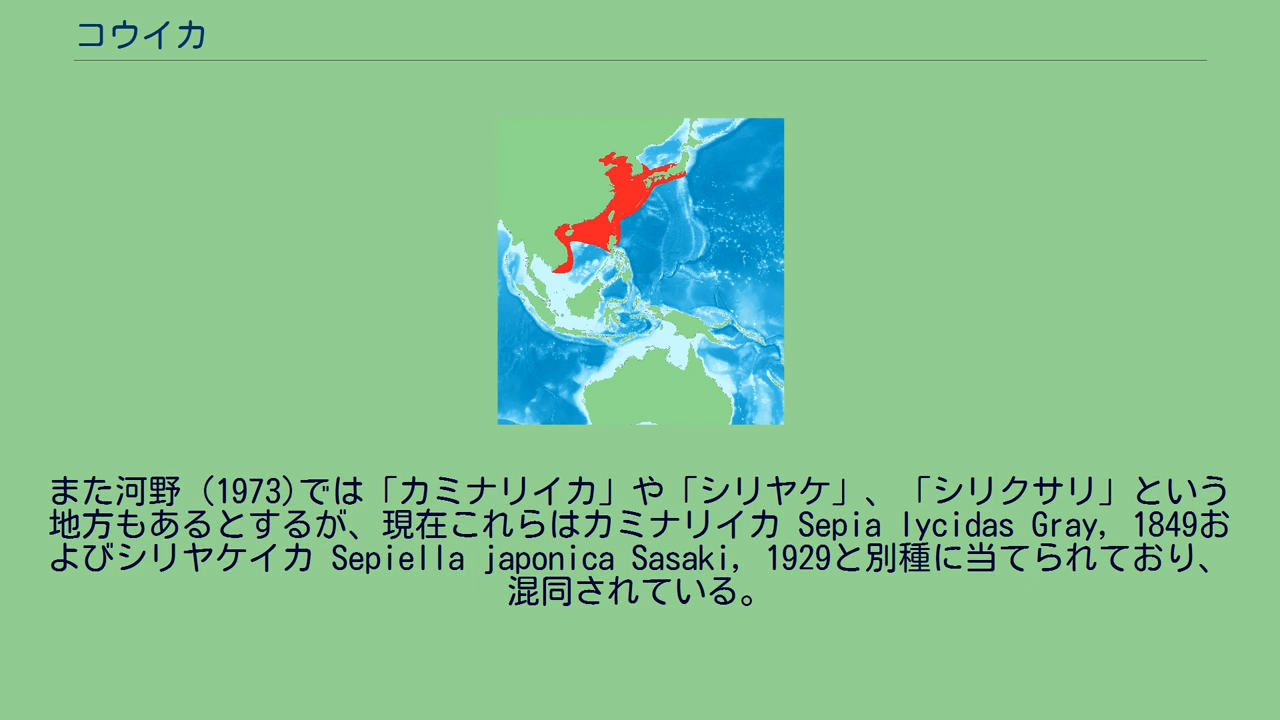 コウイカ
また河野 (1973)では「カミナリイカ」や「シリヤケ」、「シリクサリ」という
地方もあるとするが、現在これらはカミナリイカ Sepia lycidas Gray, 1849お
よびシリヤケイカ Sepiella japonica Sasaki, 1929と別種に当てられており、
混同されている。